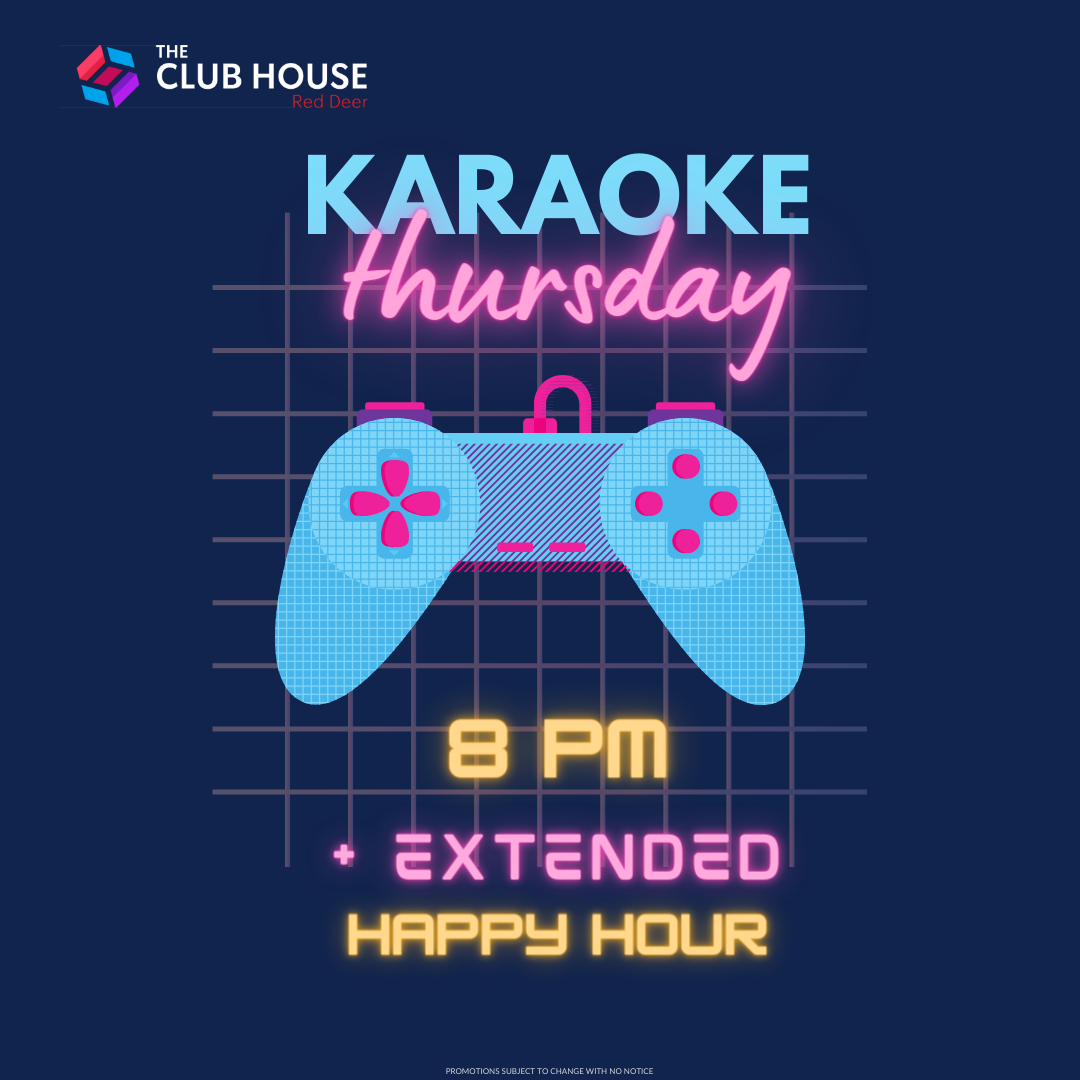 THE
CLUB HOUSE
Red Deer
KARAOKE
thursday
8 PM
+ EXTENDED
HAPPY HOUR
PROMOTIONS SUBJECT TO CHANGE WITH NO NOTICE